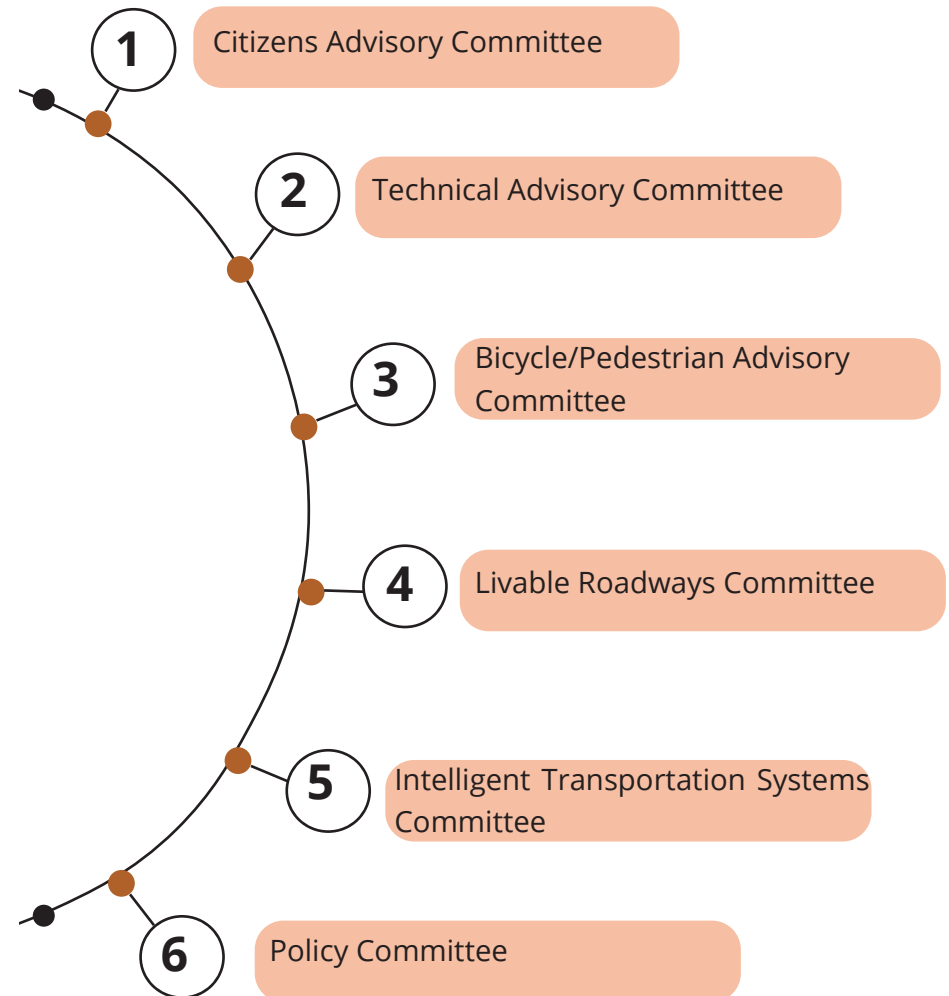 1
Citizens Advisory Committee
2
Technical Advisory Committee
3
Bicycle/Pedestrian Advisory
Committee
4
Livable Roadways Committee
5
Intelligent Transportation Systems
Committee
6
Policy Committee